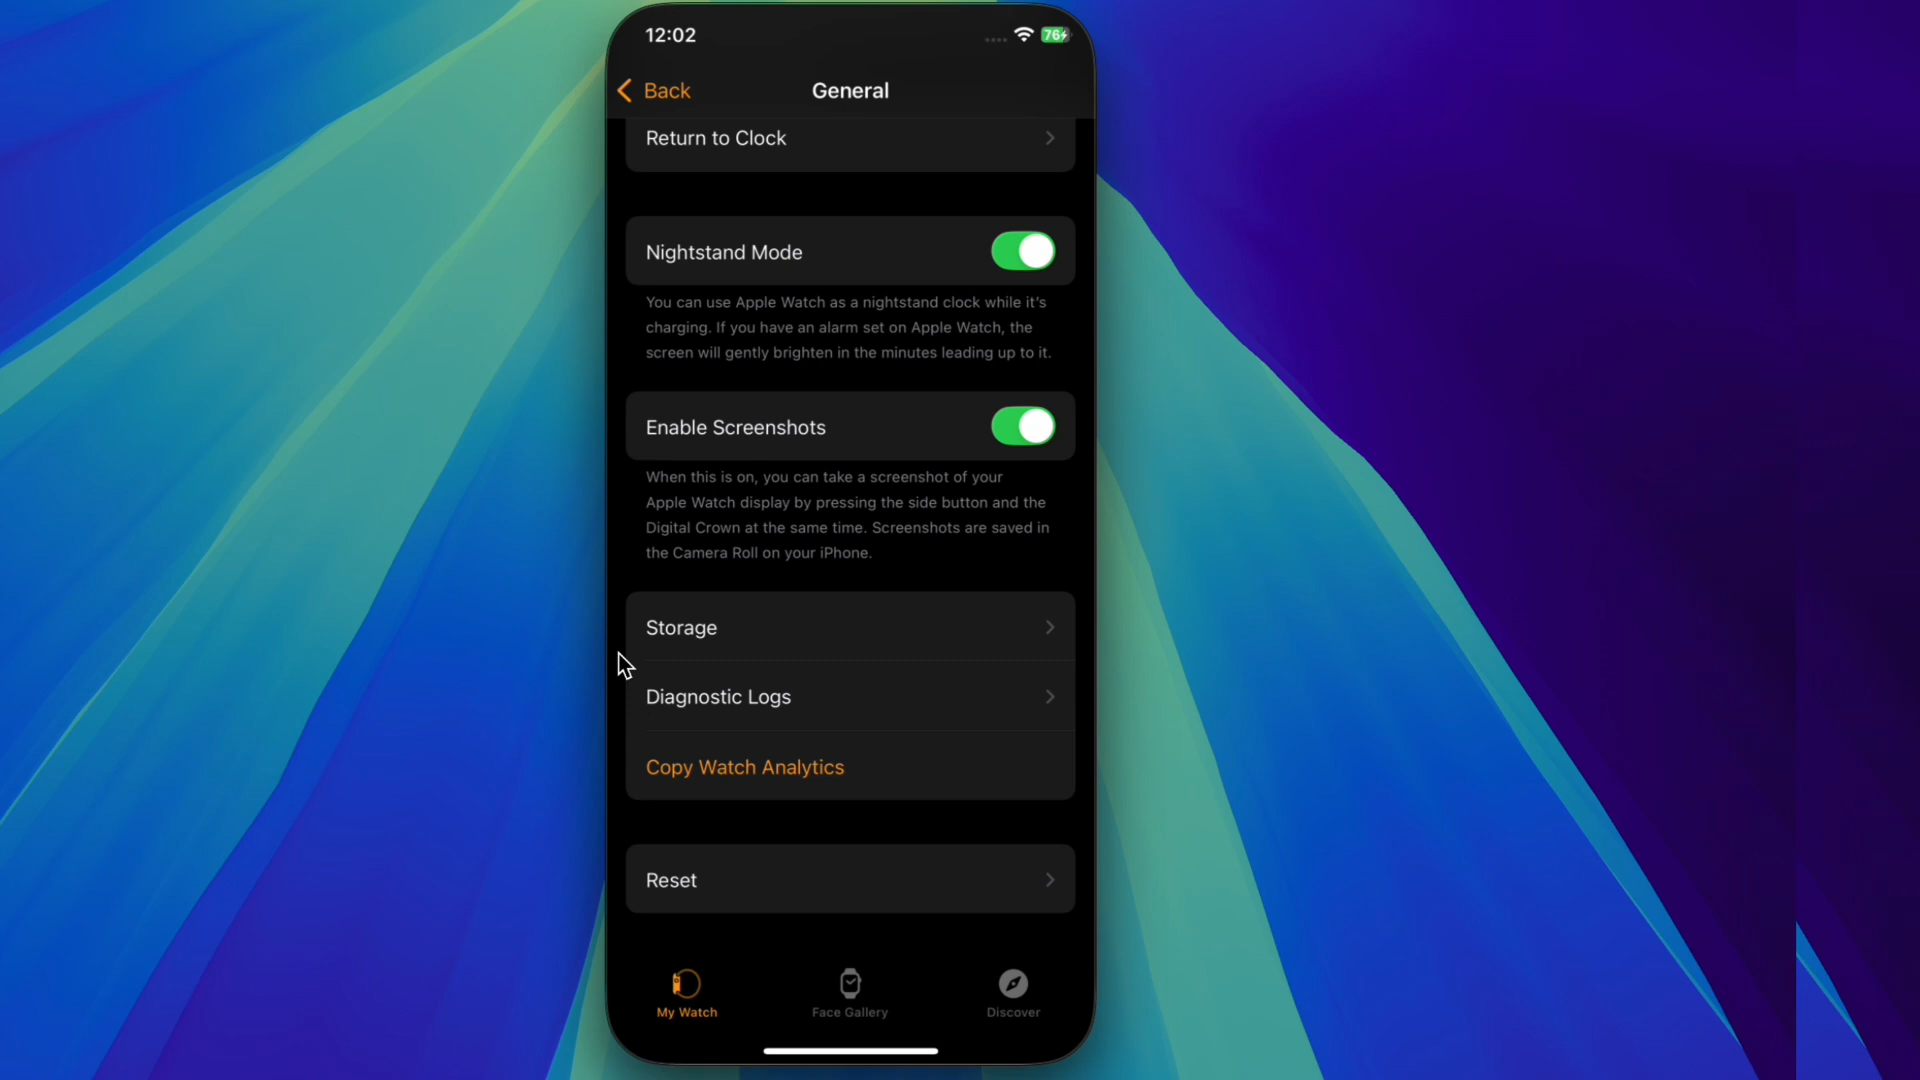 12:02
76
Back
General
Return to Clock
Nightstand Mode
You can use Apple Watch as a nightstand clock while it's
charging. If you have an alarm set on Apple Watch, the
screen will gently brighten in the minutes leading up to it.
Enable Screenshots
When this is on, you can take a screenshot of your
Apple Watch display by pressing the side button and the
Digital Crown at the same time. Screenshots are saved in
the Camera Roll on your iPhone.
Storage
Diagnostic Logs
Copy Watch Analytics
Reset
My Watch
Face Gallery
Discover